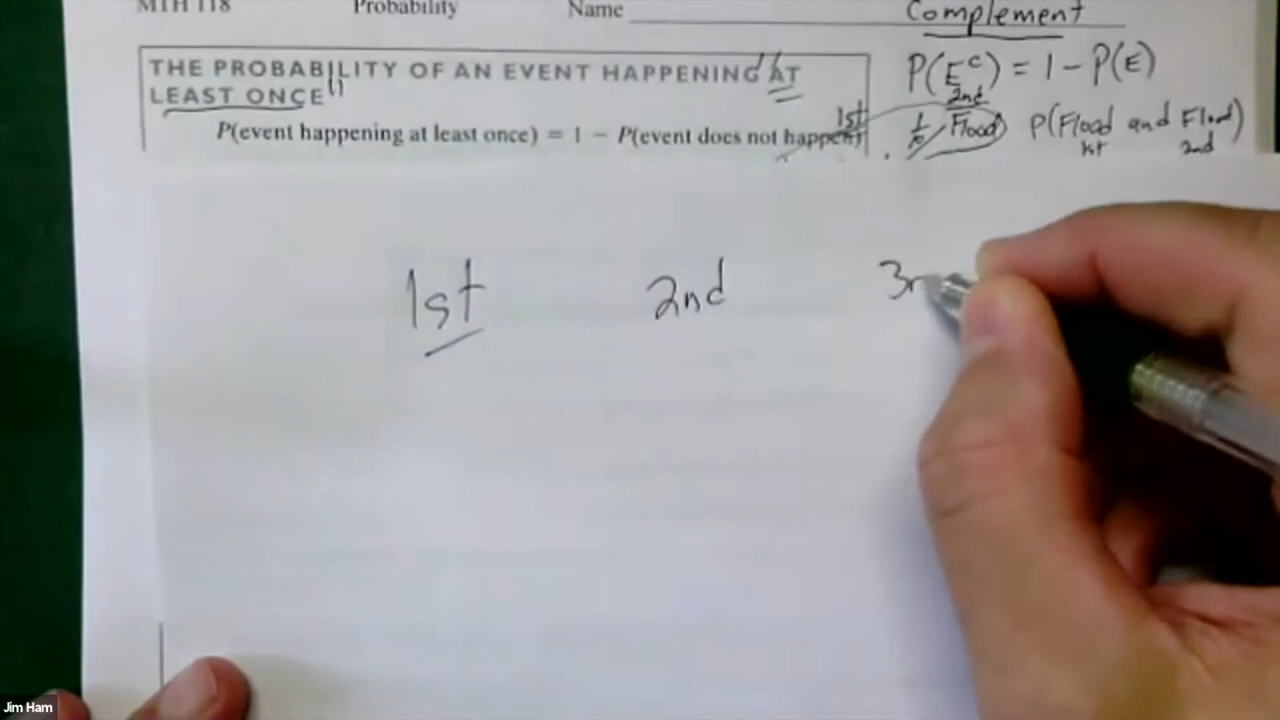 MTH 118 Probability Name
Complement
THE PROBABILITY OF AN EVENT HAPPENING "AT
LEAST ONCE"
P(event happening at least once) = 1 − P(event does not happen)
P(Eᶜ) = 1 − P(E)
1st
2nd
Flood
P(Flood and Flood)
1st 2nd
1st 2nd 3r
Jim Ham